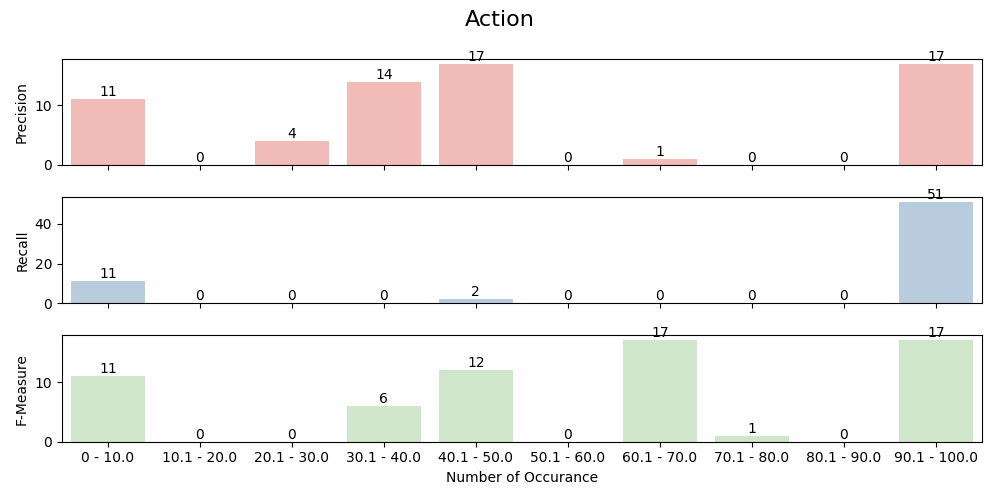 Action
Precision
10
0
11
0
4
14
17
0
1
0
0
17
Recall
40
20
0
11
0
0
0
2
0
0
0
0
51
F-Measure
10
0
11
0
0
6
12
0
17
1
0
17
0 - 10.0
10.1 - 20.0
20.1 - 30.0
30.1 - 40.0
40.1 - 50.0
50.1 - 60.0
60.1 - 70.0
70.1 - 80.0
80.1 - 90.0
90.1 - 100.0
Number of Occurance